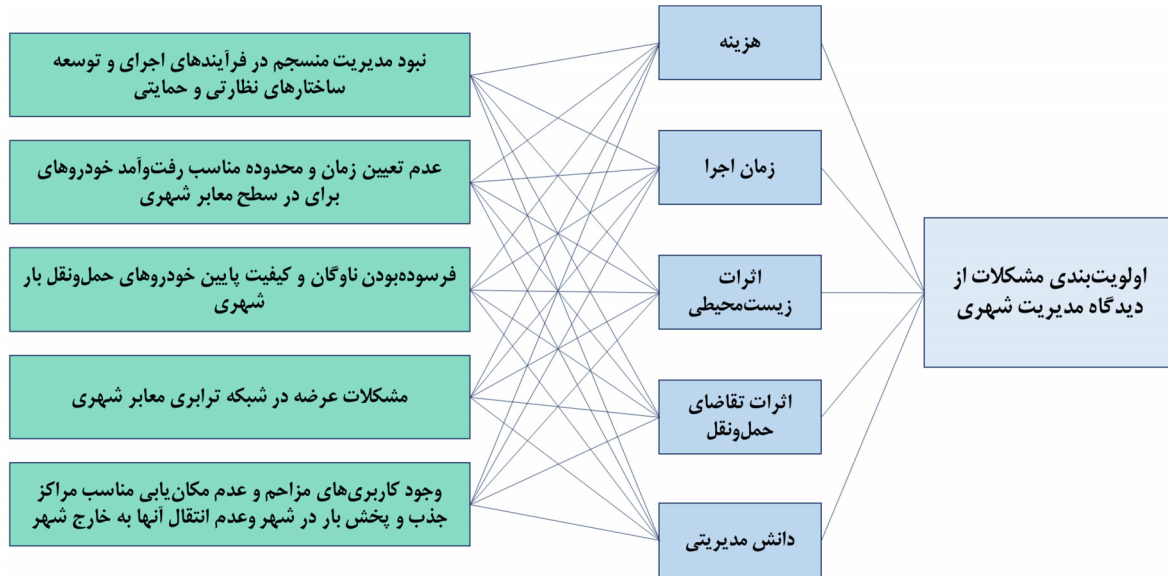 اولویت‌بندی مشکلات از
دیدگاه مدیریت شهری
هزینه
زمان اجرا
اثرات
زیست‌محیطی
اثرات تقاضای
حمل‌ونقل
دانش مدیریتی
نبود مدیریت منسجم در فرآیندهای اجرای و توسعه
ساختارهای نظارتی و حمایتی
عدم تعیین زمان و محدوده مناسب رفت‌وآمد خودروهای
برای در سطح معابر شهری
فرسوده‌بودن ناوگان و کیفیت پایین خودروهای حمل‌ونقل بار
شهری
مشکلات عرضه در شبکه ترابری معابر شهری
وجود کاربری‌های مزاحم و عدم مکان‌یابی مناسب مراکز
جذب و پخش بار در شهر وعدم انتقال آنها به خارج شهر